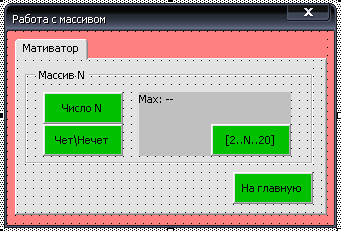 Работа с массивом
Мативатор
Массив N
Число N
Max: --
Чет\Нечет
[2..N..20]
На главную